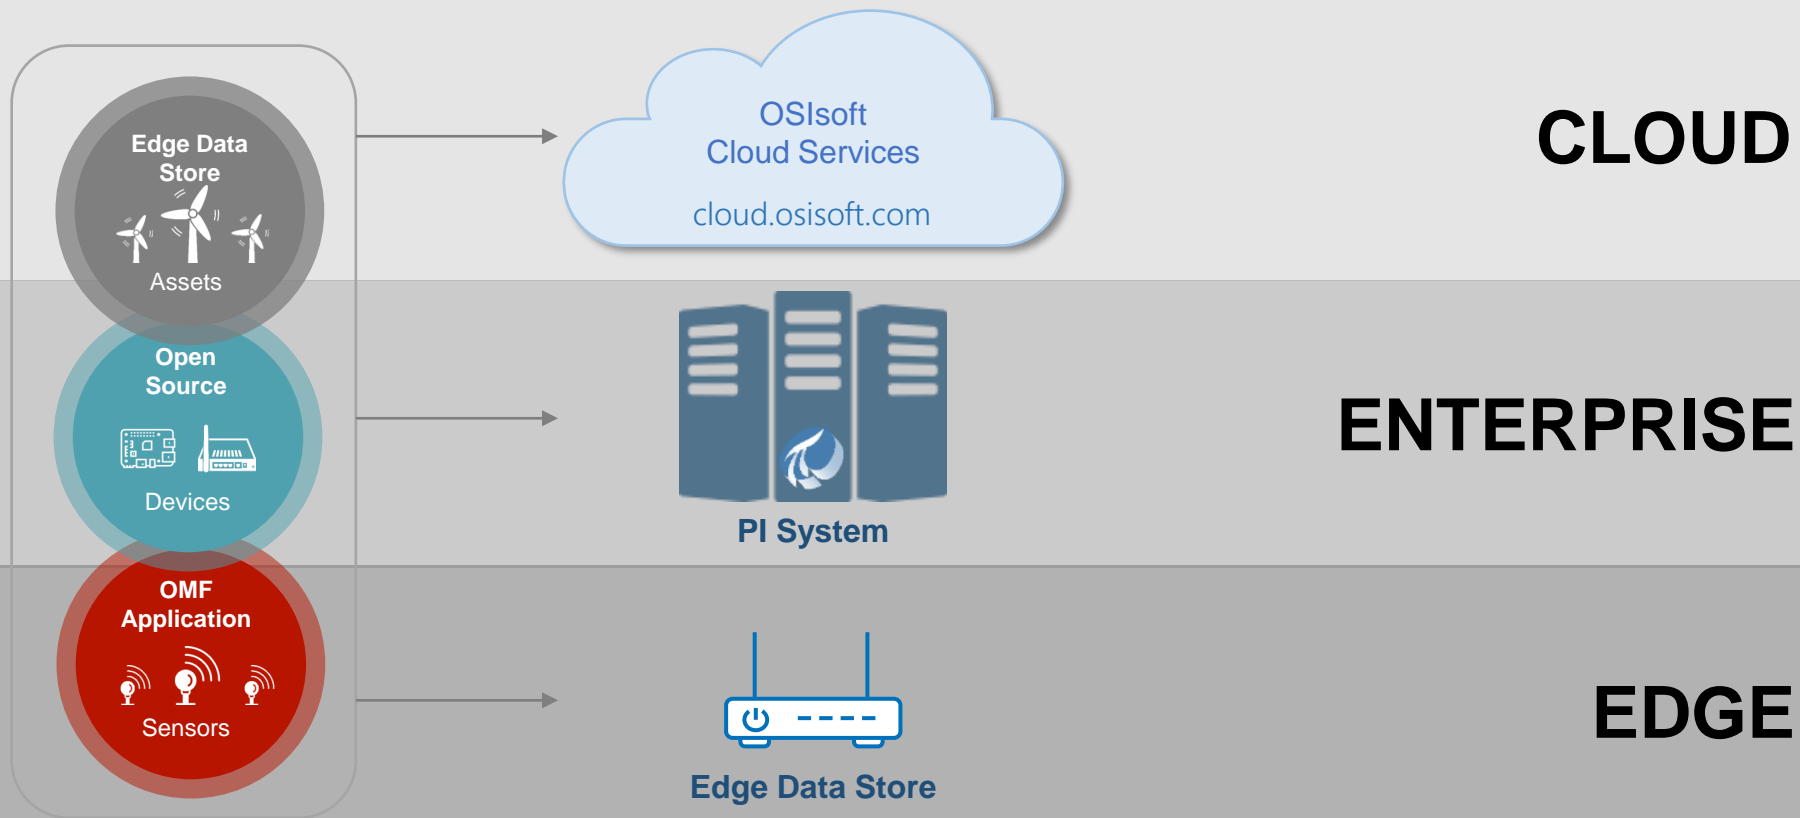 Edge Data
Store
Assets
Open
Source
Devices
OMF
Application
Sensors
OSIsoft
Cloud Services
cloud.osisoft.com
PI System
Edge Data Store
CLOUD
ENTERPRISE
EDGE